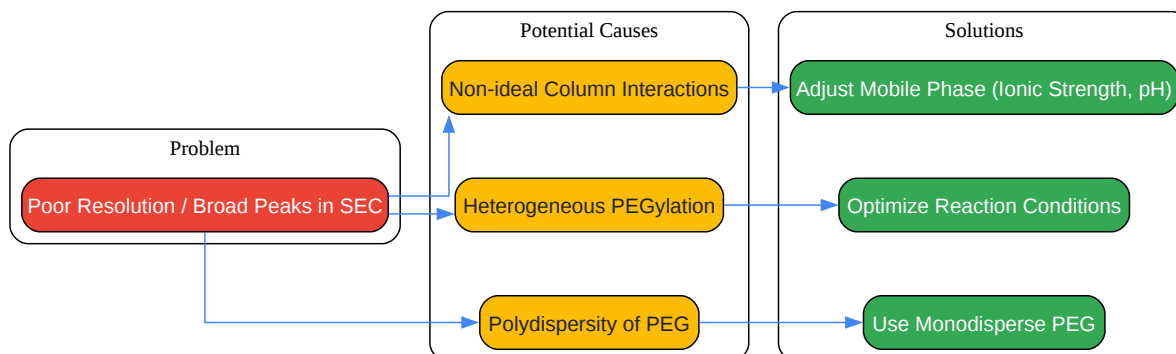 Potential Causes
Solutions
Non-ideal Column Interactions
Adjust Mobile Phase (Ionic Strength, pH)
Problem
Poor Resolution / Broad Peaks in SEC
Heterogeneous PEGylation
Optimize Reaction Conditions
Polydispersity of PEG
Use Monodisperse PEG